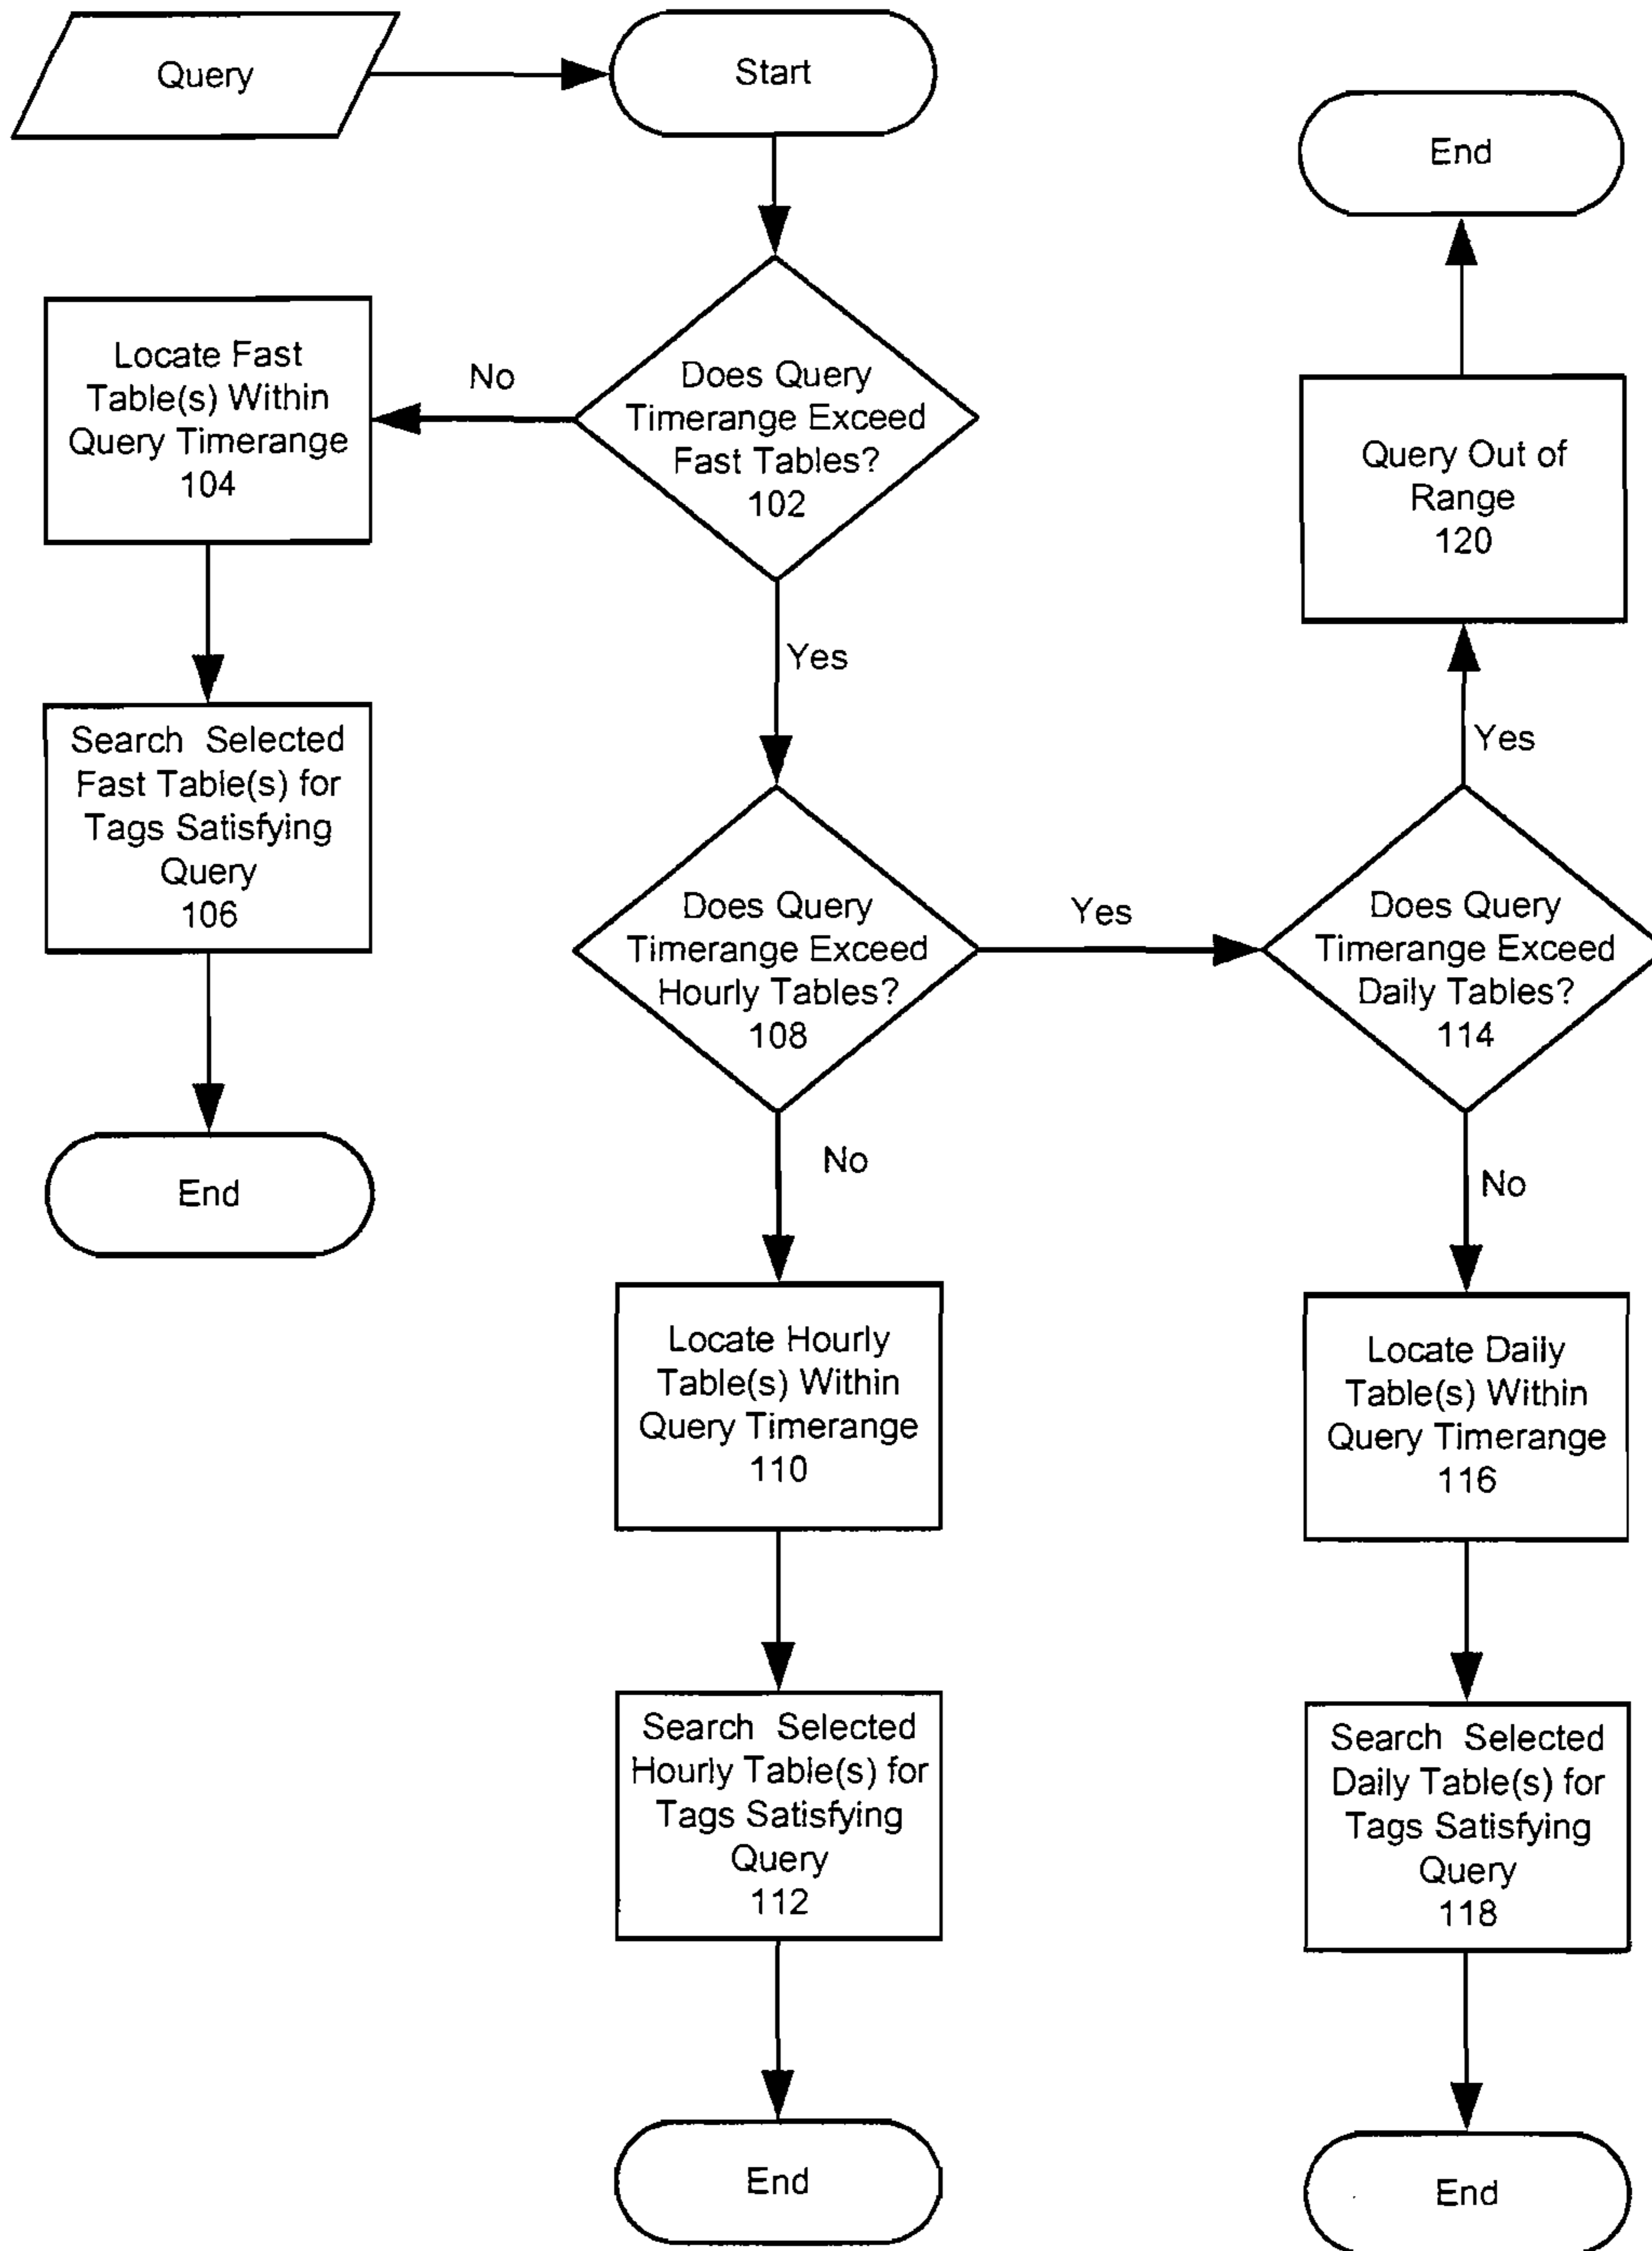 Query
Start
End
Locate Fast
Table(s) Within
Query Timerange
104
No
Does Query
Timerange Exceed
Fast Tables?
102
Query Out of
Range
120
Yes
Yes
Search Selected
Fast Table(s) for
Tags Satisfying
Query
106
Does Query
Timerange Exceed
Hourly Tables?
108
Yes
Does Query
Timerange Exceed
Daily Tables?
114
End
No
No
Locate Hourly
Table(s) Within
Query Timerange
110
Locate Daily
Table(s) Within
Query Timerange
116
Search Selected
Hourly Table(s) for
Tags Satisfying
Query
112
Search Selected
Daily Table(s) for
Tags Satisfying
Query
118
End
End